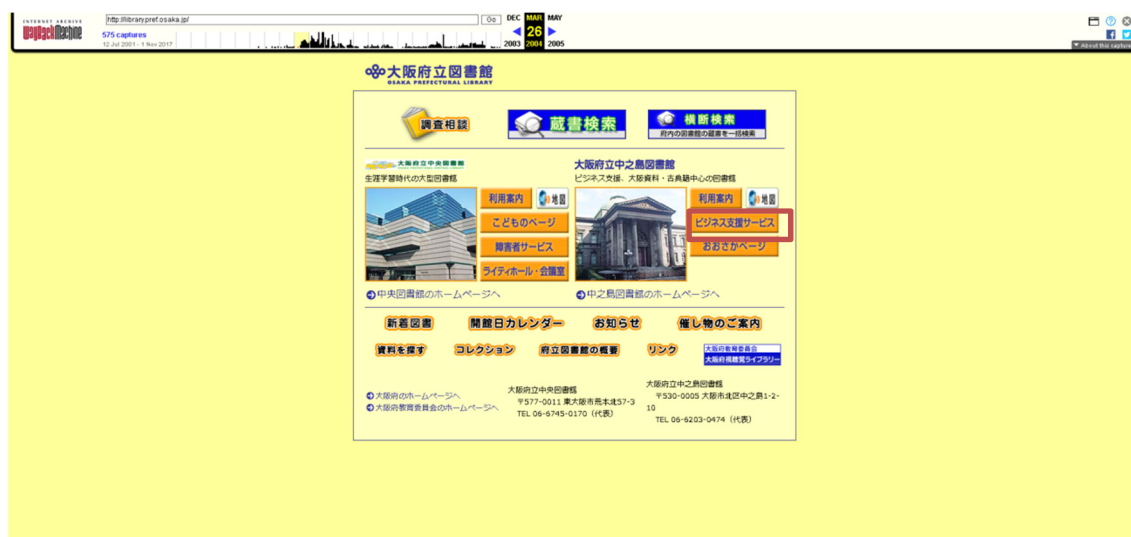 INTERNET ARCHIVE
WayBackMachine
http://library.pref.osaka.jp/
Go
DEC MAR MAY
26
2003 2004 2005
575 captures
12 Jul 2001 - 1 Nov 2017
About this capture
大阪府立図書館
OSAKA PREFECTURAL LIBRARY
調査相談
蔵書検索
横断検索
府内の図書館の蔵書を一括検索
大阪府立中央図書館
生涯学習時代の大型図書館
利用案内
地図
こどものページ
障害者サービス
ライティホール・会議室
中央図書館のホームページへ
大阪府立中之島図書館
ビジネス支援、大阪資料・古典籍中心の図書館
利用案内
地図
ビジネス支援サービス
おおさかページ
中之島図書館のホームページへ
新着図書
開館日カレンダー
お知らせ
催し物のご案内
資料を探す
コレクション
府立図書館の概要
リンク
大阪府教育委員会
大阪府視聴覚ライブラリー
大阪府のホームページへ
大阪府教育委員会のホームページへ
大阪府立中央図書館
〒577-0011 東大阪市荒本北57-3
TEL 06-6745-0170（代表）
大阪府立中之島図書館
〒530-0005 大阪市北区中之島1-2-
10
TEL 06-6203-0474（代表）